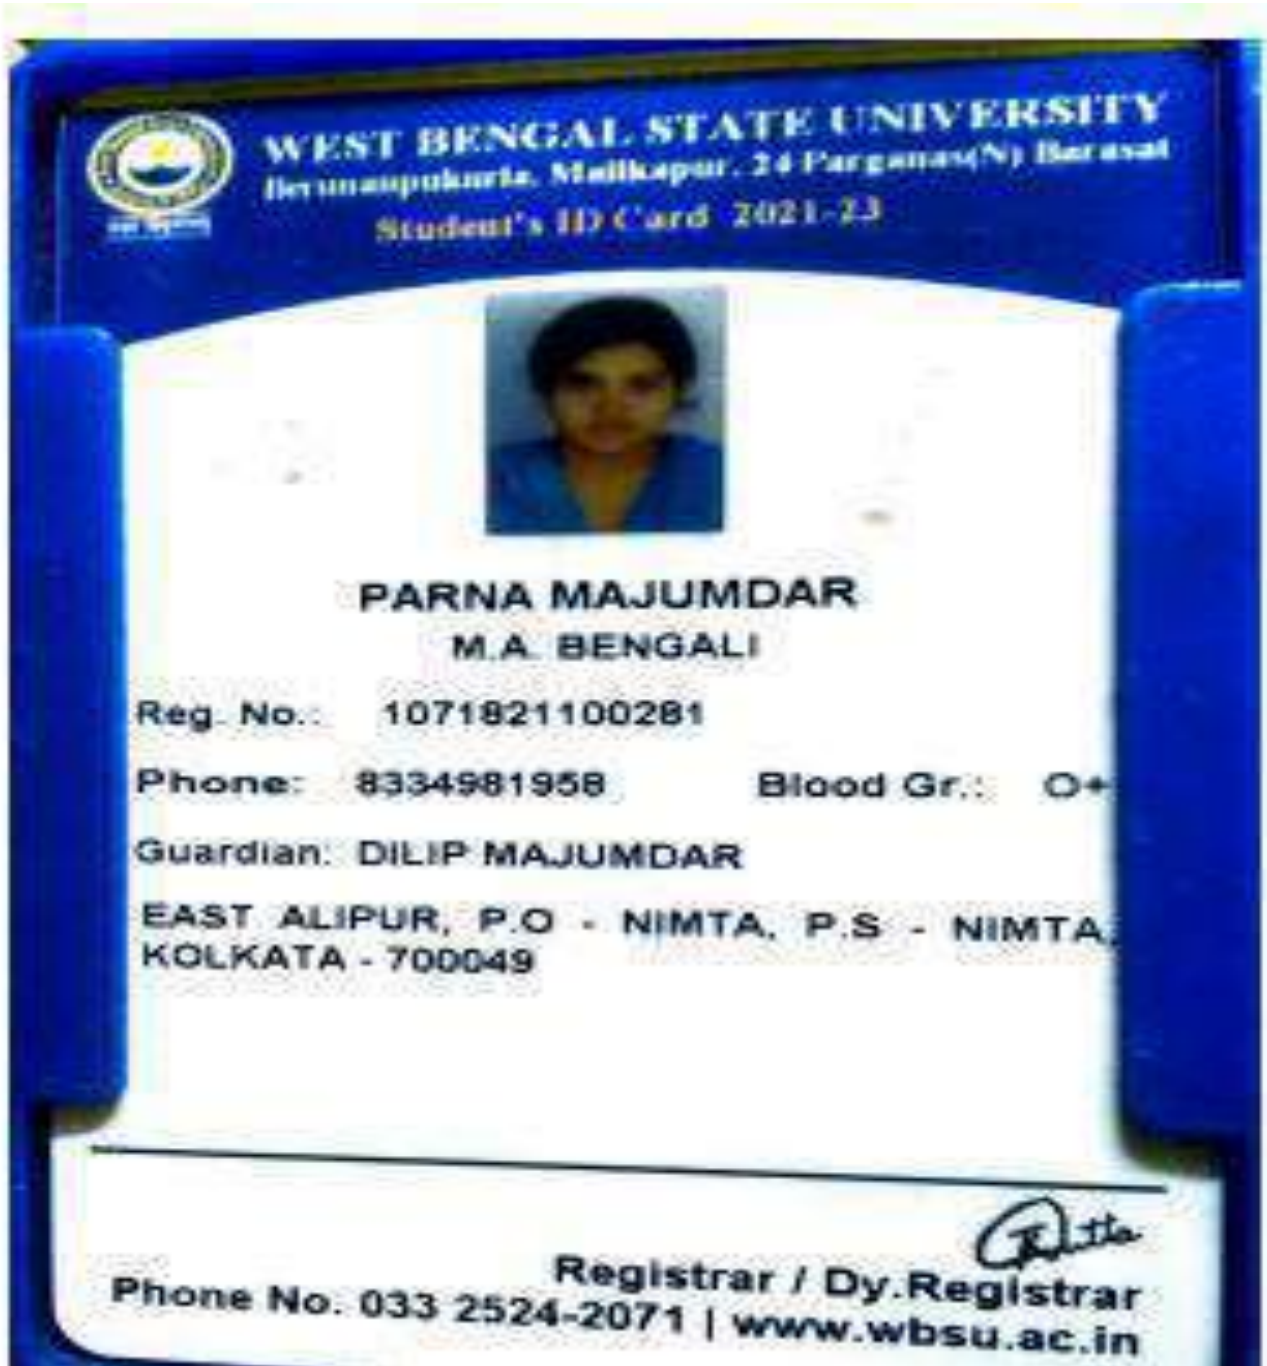 WEST BENGAL STATE UNIVERSITY
Berunanpukuria, Malikapur, 24 Parganas(N) Barasat
Student's ID Card 2021-23
PARNA MAJUMDAR
M.A. BENGALI
Reg. No.: 1071821100281
Phone: 8334981958 Blood Gr.: O+
Guardian: DILIP MAJUMDAR
EAST ALIPUR, P.O - NIMTA, P.S - NIMTA,
KOLKATA - 700049
Registrar / Dy.Registrar
Phone No. 033 2524-2071 | www.wbsu.ac.in